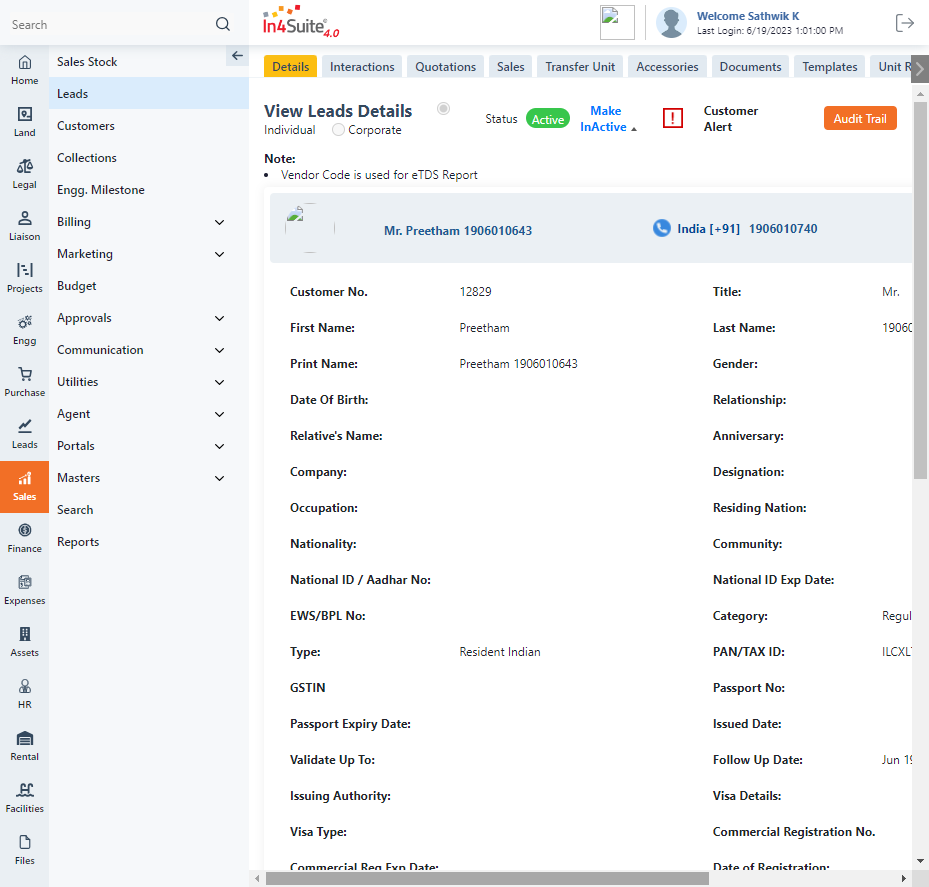 Search
In4Suite 4.0
Welcome Sathwik K
Last Login: 6/19/2023 1:01:00 PM
Home
Land
Legal
Liaison
Projects
Engg
Purchase
Leads
Sales
Finance
Expenses
Assets
HR
Rental
Facilities
Files
Sales Stock
Leads
Customers
Collections
Engg. Milestone
Billing
Marketing
Budget
Approvals
Communication
Utilities
Agent
Portals
Masters
Search
Reports
Details Interactions Quotations Sales Transfer Unit Accessories Documents Templates Unit R
View Leads Details
Individual Corporate
Status Active Make InActive
Customer Alert
Audit Trail
Note:
• Vendor Code is used for eTDS Report
Mr. Preetham 1906010643 India [+91] 1906010740
Customer No. 12829 Title: Mr.
First Name: Preetham Last Name: 1906
Print Name: Preetham 1906010643 Gender:
Date Of Birth: Relationship:
Relative's Name: Anniversary:
Company: Designation:
Occupation: Residing Nation:
Nationality: Community:
National ID / Aadhar No: National ID Exp Date:
EWS/BPL No: Category: Regul
Type: Resident Indian PAN/TAX ID: ILCXL
GSTIN Passport No:
Passport Expiry Date: Issued Date:
Validate Up To: Follow Up Date: Jun 19
Issuing Authority: Visa Details:
Visa Type: Commercial Registration No.
Commercial Reg Exp Date: Date of Registration: